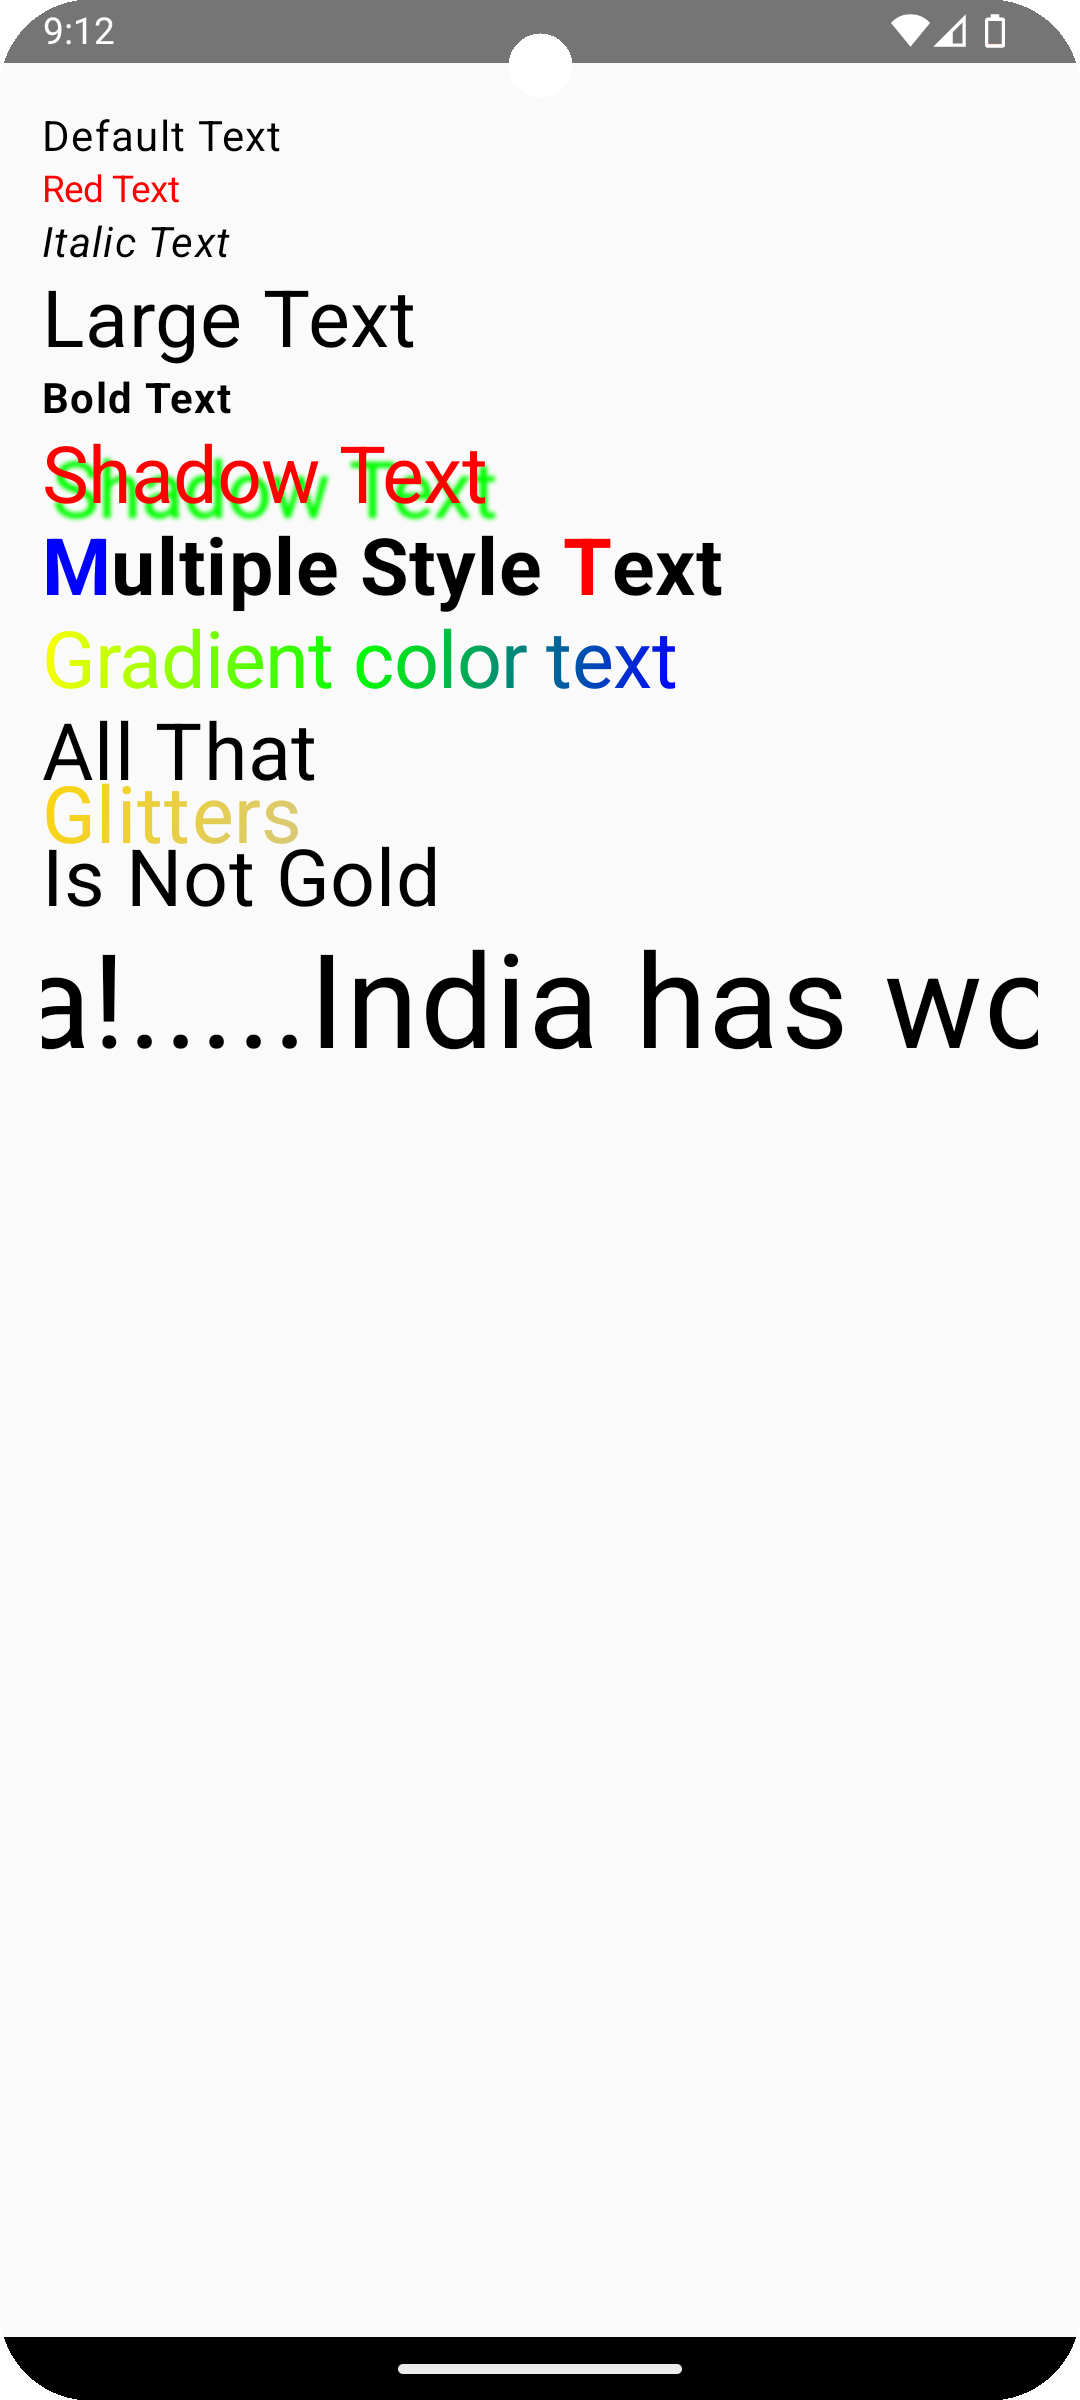 9:12
Default Text
Red Text
Italic Text
Large Text
Bold Text
Shadow Text
Multiple Style Text
Gradient color text
All That
Glitters
Is Not Gold
a!.....India has wo